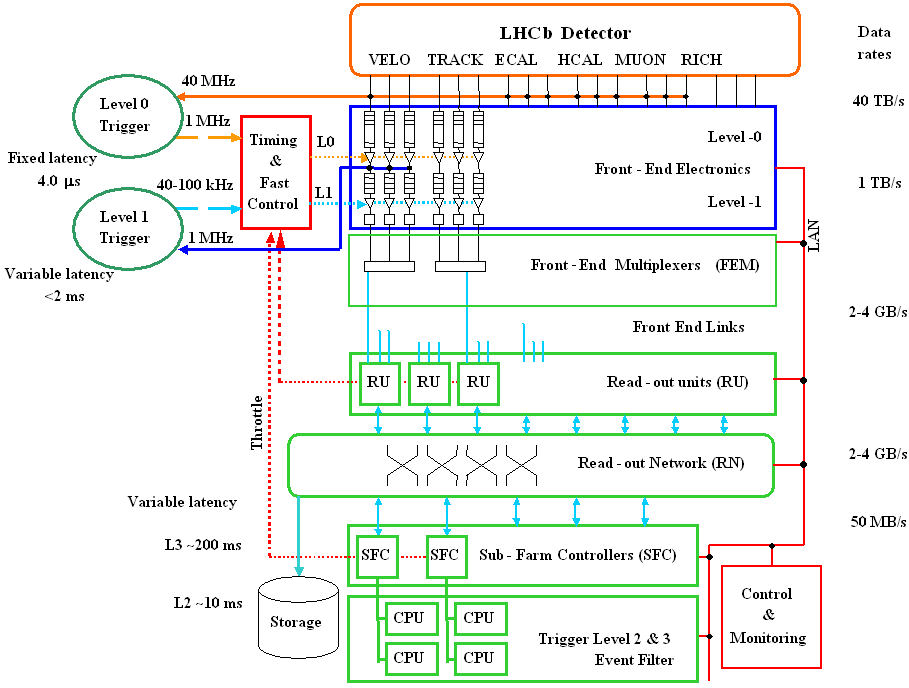 LHCb Detector
Data
rates
VELO TRACK ECAL HCAL MUON RICH
40 MHz
40 TB/s
Level 0
Trigger
1 MHz
Timing
&
Fast
Control
L0
Level -0
Front - End Electronics
Fixed latency
4.0 μs
40-100 kHz
L1
Level -1
1 TB/s
Level 1
Trigger
1 MHz
LAN
Variable latency
<2 ms
Front - End Multiplexers (FEM)
2-4 GB/s
Front End Links
RU
RU
RU
Read - out units (RU)
Throttle
Read - out Network (RN)
2-4 GB/s
Variable latency
50 MB/s
L3 ~200 ms
SFC
SFC
Sub - Farm Controllers (SFC)
L2 ~10 ms
Storage
Control
&
Monitoring
CPU
CPU
CPU
CPU
Trigger Level 2 & 3
Event Filter